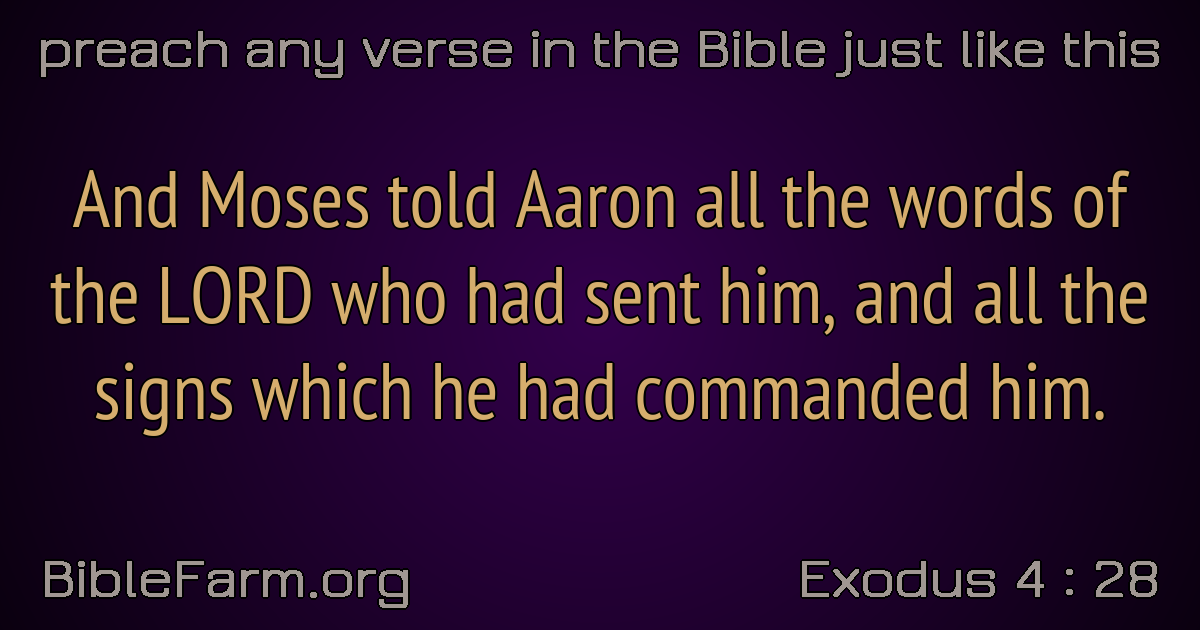 preach any verse in the Bible just like this
And Moses told Aaron all the words of
the LORD who had sent him, and all the
signs which he had commanded him.
BibleFarm.org
Exodus 4 : 28